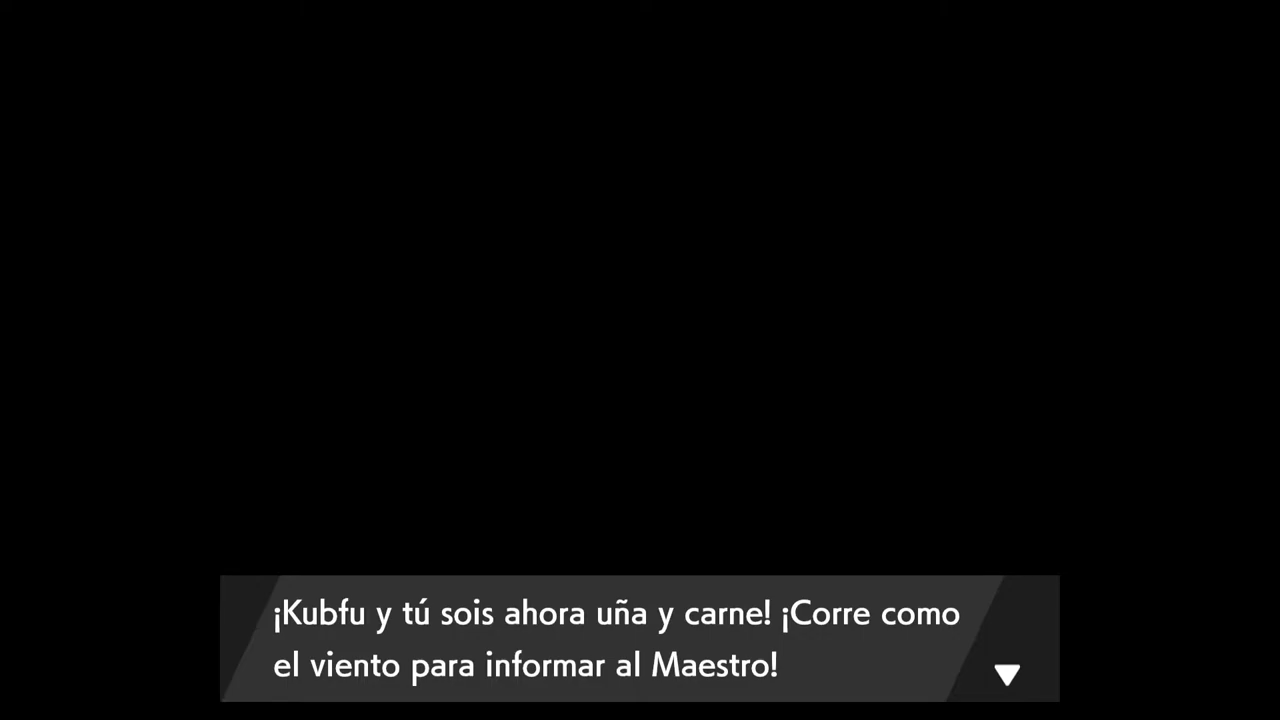 ¡Kubfu y tú sois ahora uña y carne! ¡Corre como
el viento para informar al Maestro!